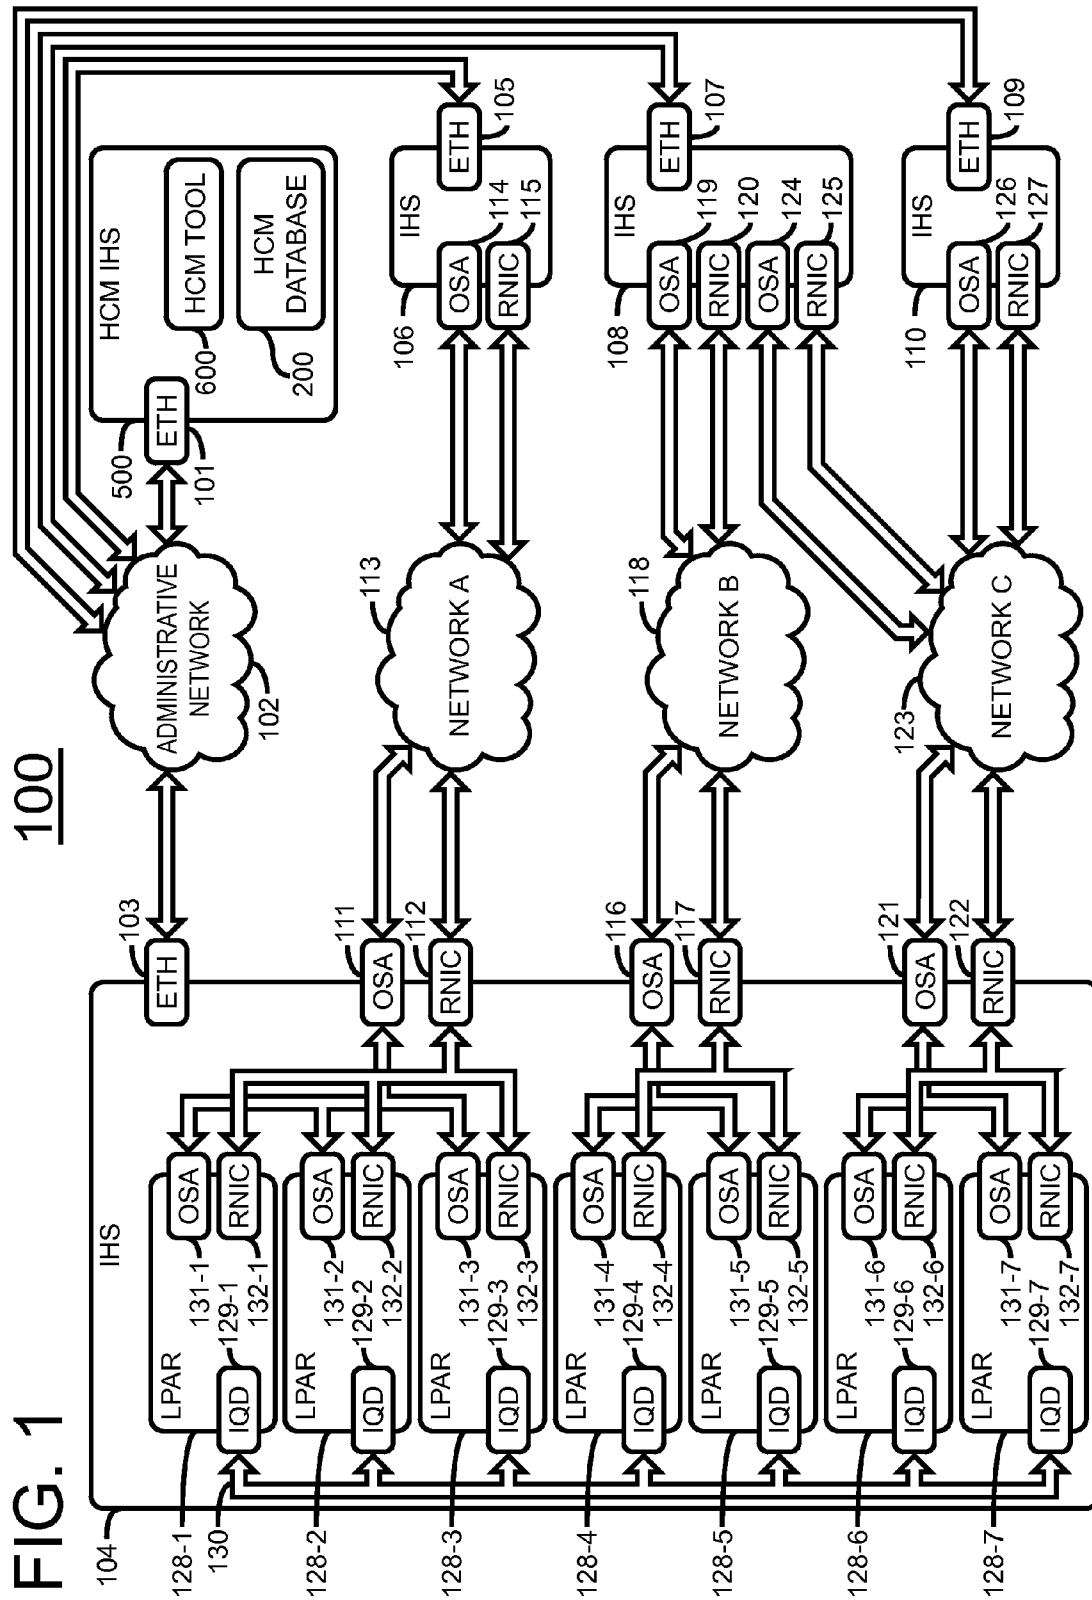 FIG. 1
100
104
IHS
128-1
LPAR
131-1
OSA
129-1
IQD
132-1
RNIC
130
128-2
LPAR
131-2
OSA
129-2
IQD
132-2
RNIC
128-3
LPAR
131-3
OSA
129-3
IQD
132-3
RNIC
128-4
LPAR
131-4
OSA
129-4
IQD
132-4
RNIC
128-5
LPAR
131-5
OSA
129-5
IQD
132-5
RNIC
128-6
LPAR
131-6
OSA
129-6
IQD
132-6
RNIC
128-7
LPAR
131-7
OSA
129-7
IQD
132-7
RNIC
103
ETH
111
OSA
112
RNIC
116
OSA
117
RNIC
121
OSA
122
RNIC
ADMINISTRATIVE
NETWORK
102
113
NETWORK A
118
NETWORK B
123
NETWORK C
500
HCM IHS
ETH
101
HCM TOOL
600
HCM
DATABASE
200
106
IHS
ETH
105
OSA
114
RNIC
115
108
IHS
ETH
107
OSA
119
RNIC
120
OSA
124
RNIC
125
110
IHS
ETH
109
OSA
126
RNIC
127